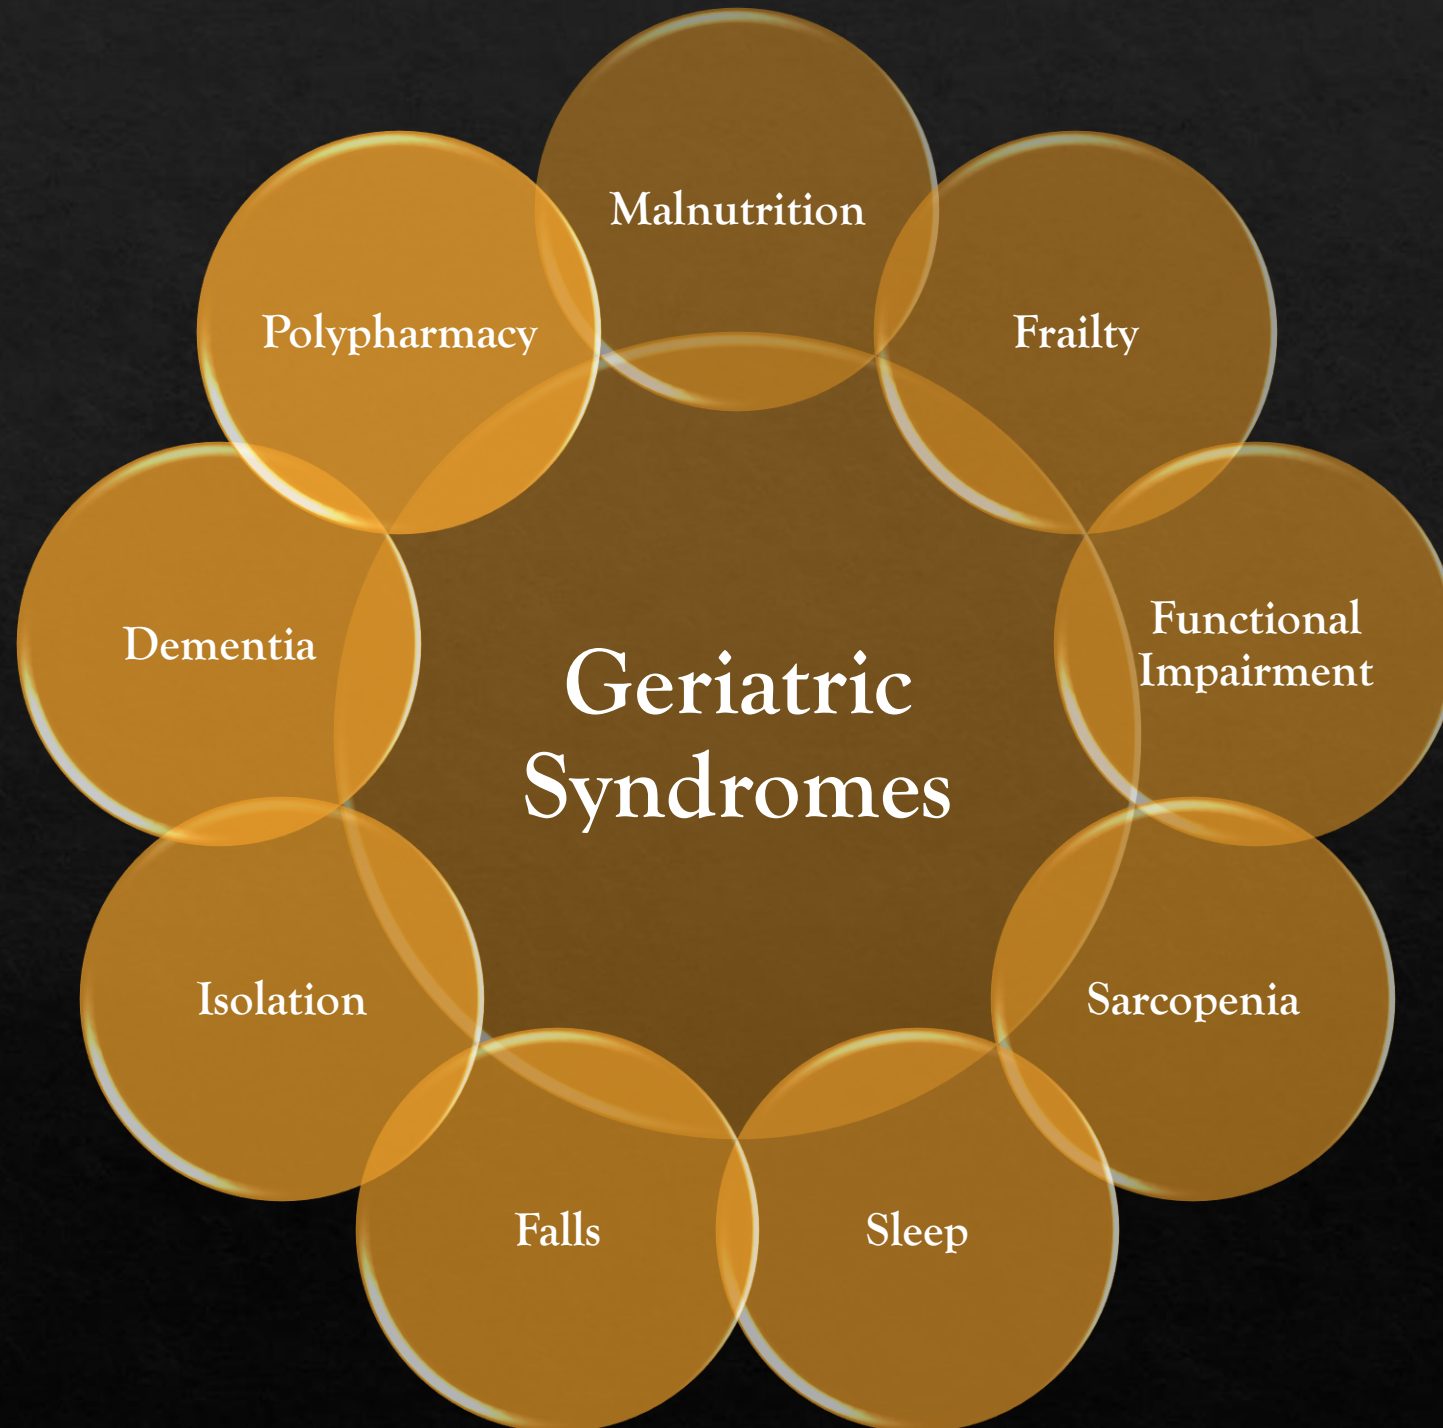 Malnutrition
Polypharmacy
Frailty
Functional
Impairment
Dementia
Geriatric
Syndromes
Isolation
Sarcopenia
Falls
Sleep